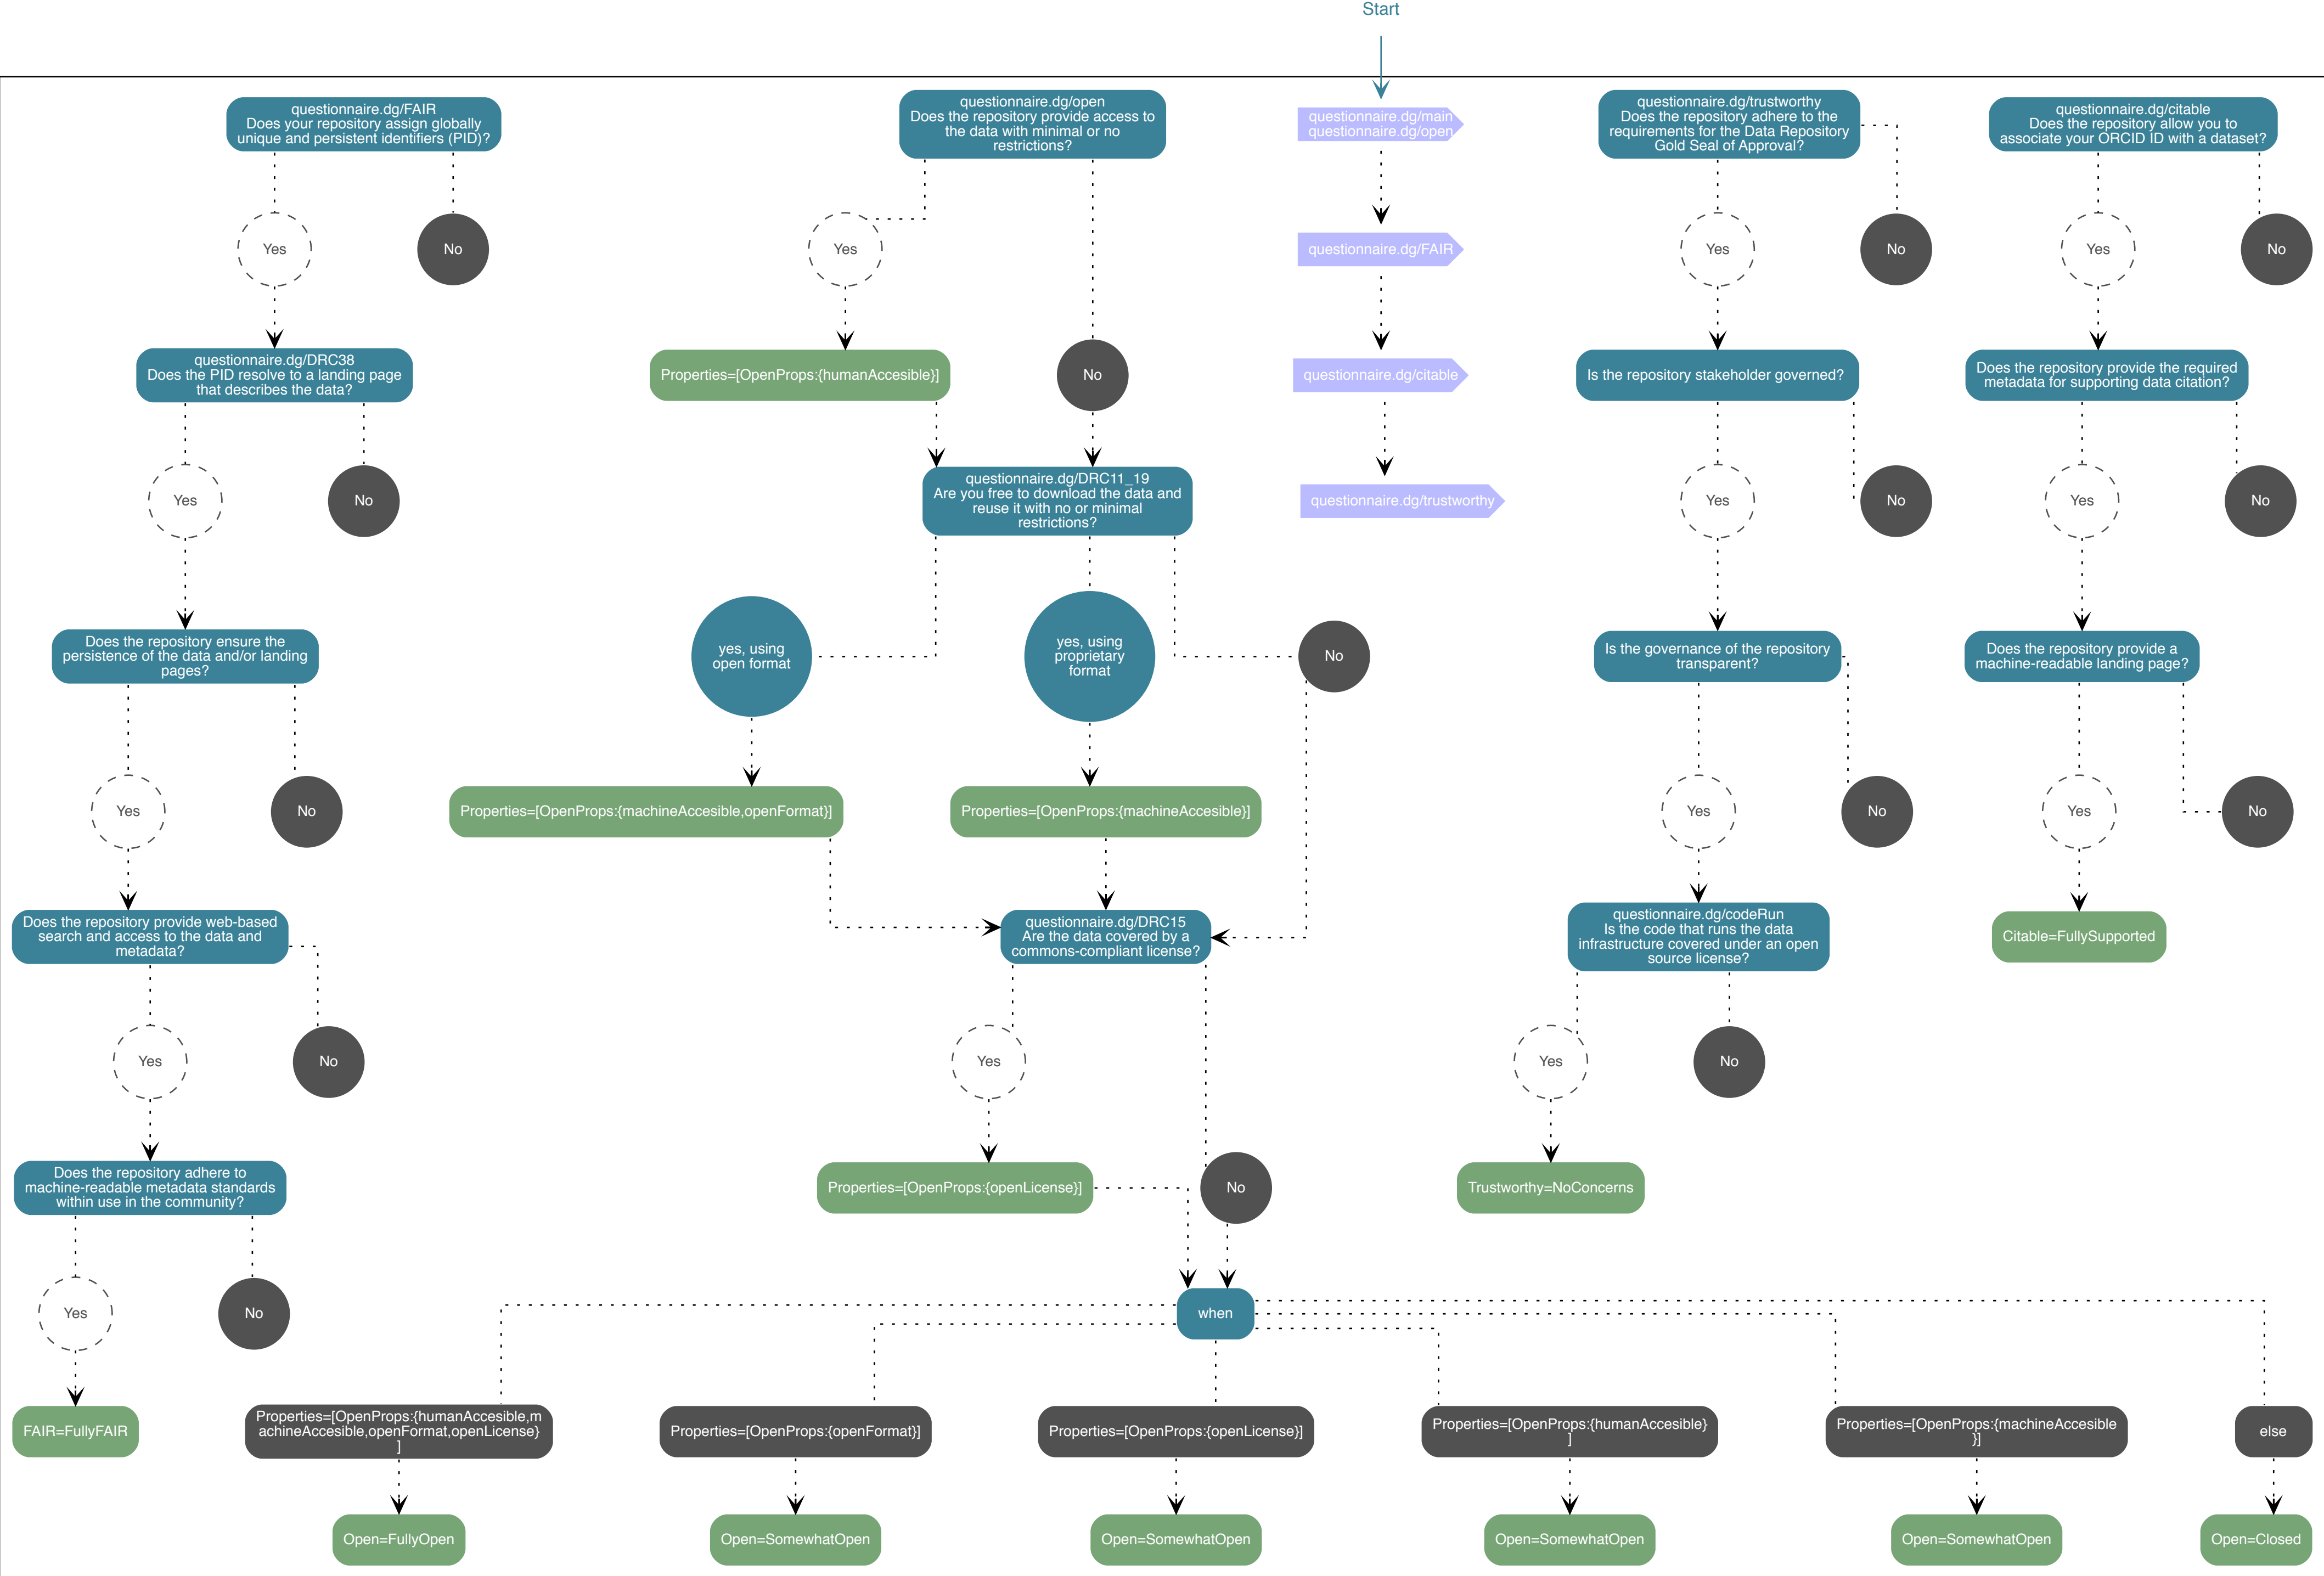 Start
questionnaire.dg/FAIR
Does your repository assign globally
unique and persistent identifiers (PID)?
Yes
No
questionnaire.dg/DRC38
Does the PID resolve to a landing page
that describes the data?
Yes
No
Does the repository ensure the
persistence of the data and/or landing
pages?
Yes
No
Does the repository provide web-based
search and access to the data and
metadata?
Yes
No
Does the repository adhere to
machine-readable metadata standards
within use in the community?
Yes
No
FAIR=FullyFAIR
questionnaire.dg/open
Does the repository provide access to
the data with minimal or no
restrictions?
Yes
Properties=[OpenProps:{humanAccesible}]
No
questionnaire.dg/DRC11_19
Are you free to download the data and
reuse it with no or minimal
restrictions?
yes, using
open format
yes, using
proprietary
format
No
Properties=[OpenProps:{machineAccesible,openFormat}]
Properties=[OpenProps:{machineAccesible}]
questionnaire.dg/DRC15
Are the data covered by a
commons-compliant license?
Yes
Properties=[OpenProps:{openLicense}]
No
when
Properties=[OpenProps:{humanAccesible,m
achineAccesible,openFormat,openLicense}
]
Properties=[OpenProps:{openFormat}]
Properties=[OpenProps:{openLicense}]
Properties=[OpenProps:{humanAccesible}
]
Properties=[OpenProps:{machineAccesible
}]
else
Open=FullyOpen
Open=SomewhatOpen
Open=SomewhatOpen
Open=SomewhatOpen
Open=SomewhatOpen
Open=Closed
questionnaire.dg/main
questionnaire.dg/open
questionnaire.dg/FAIR
questionnaire.dg/citable
questionnaire.dg/trustworthy
questionnaire.dg/trustworthy
Does the repository adhere to the
requirements for the Data Repository
Gold Seal of Approval?
Yes
No
Is the repository stakeholder governed?
Yes
No
Is the governance of the repository
transparent?
Yes
No
questionnaire.dg/codeRun
Is the code that runs the data
infrastructure covered under an open
source license?
Yes
No
Trustworthy=NoConcerns
questionnaire.dg/citable
Does the repository allow you to
associate your ORCID ID with a dataset?
Yes
No
Does the repository provide the required
metadata for supporting data citation?
Yes
No
Does the repository provide a
machine-readable landing page?
Yes
No
Citable=FullySupported